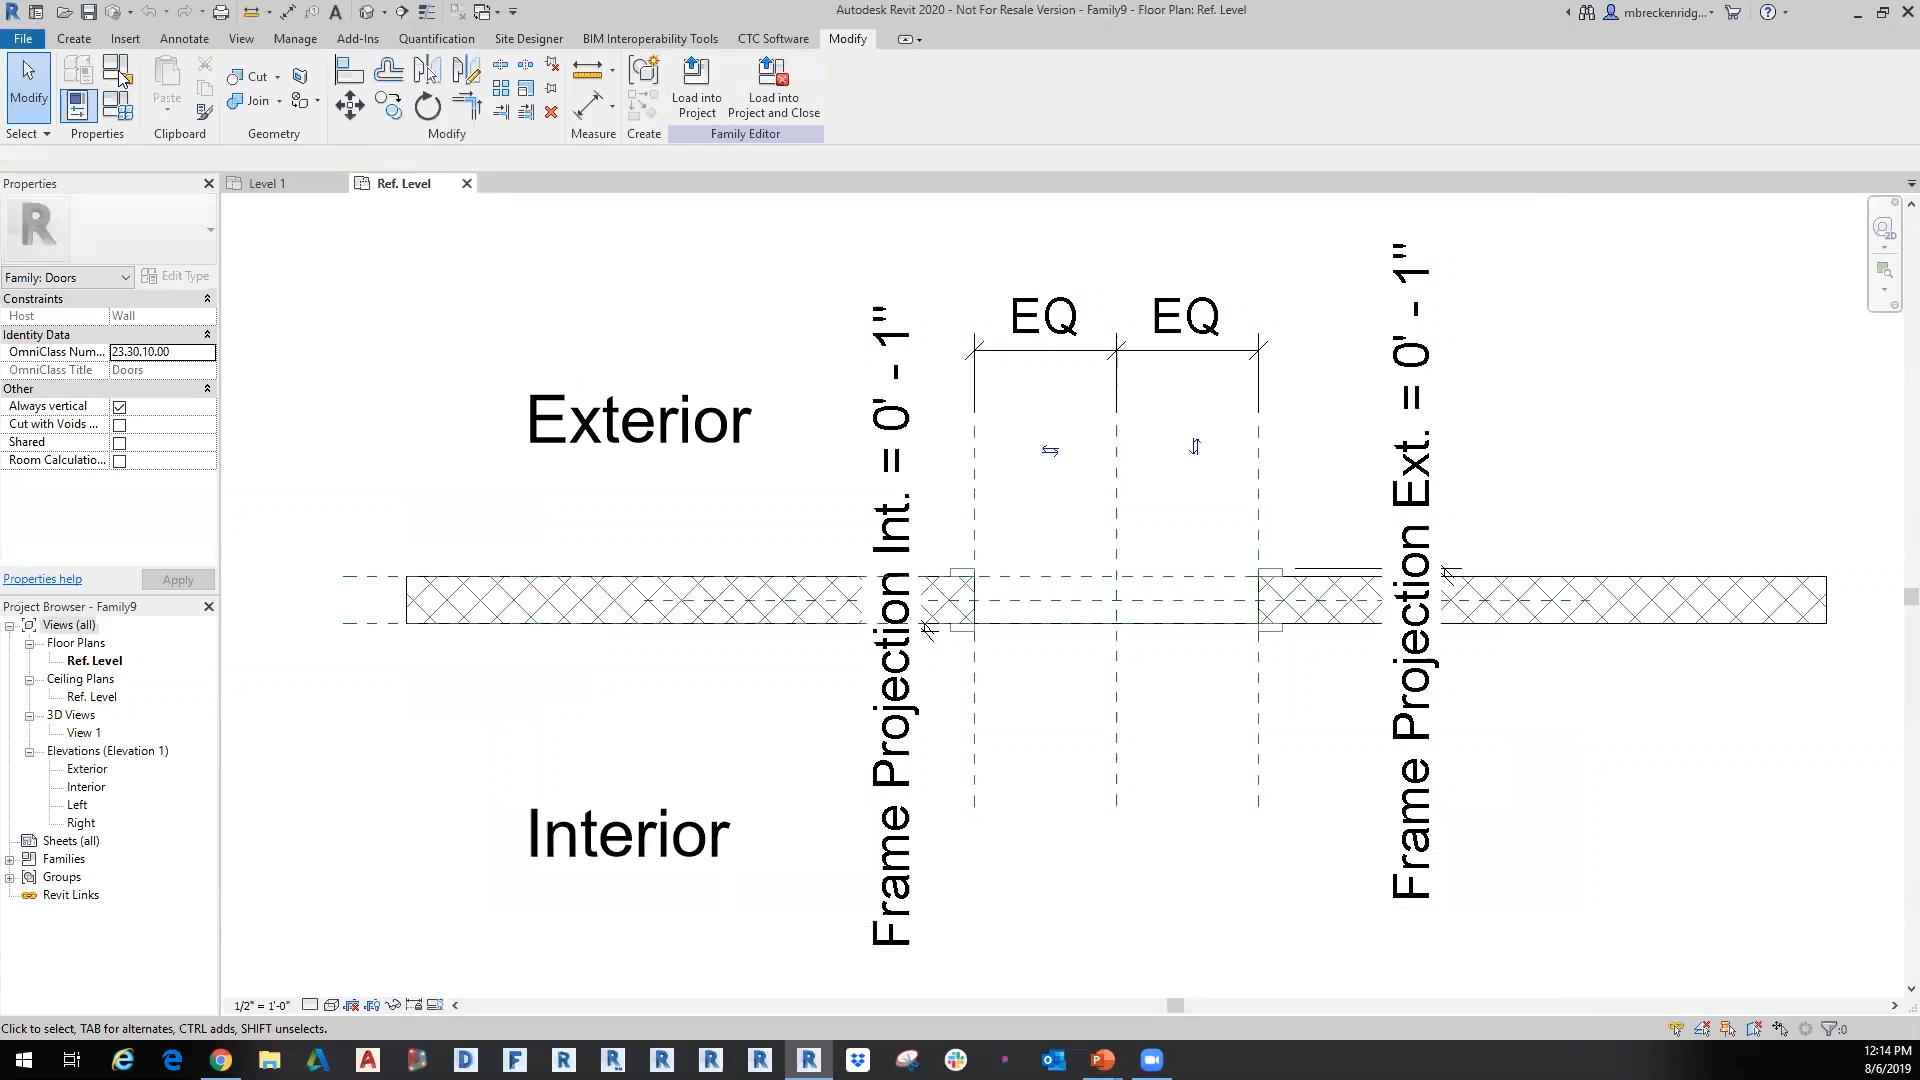 Autodesk Revit 2020 - Not For Resale Version - Family9 - Floor Plan: Ref. Level
mbreckenridg...
File Create Insert Annotate View Manage Add-Ins Quantification Site Designer BIM Interoperability Tools CTC Software Modify
Modify
Paste
Cut
Join
Load into Project
Load into Project and Close
Select Properties Clipboard Geometry Modify Measure Create Family Editor
Properties
Level 1
Ref. Level
Family: Doors
Edit Type
Constraints
Host Wall
Identity Data
OmniClass Num... 23.30.10.00
OmniClass Title Doors
Other
Always vertical
Cut with Voids ...
Shared
Room Calculatio...
Properties help
Apply
Project Browser - Family9
Views (all)
Floor Plans
Ref. Level
Ceiling Plans
Ref. Level
3D Views
View 1
Elevations (Elevation 1)
Exterior
Interior
Left
Right
Sheets (all)
Families
Groups
Revit Links
EQ EQ
Exterior
Interior
Frame Projection Int. = 0' - 1"
Frame Projection Ext. = 0' - 1"
2D
1/2" = 1'-0"
Click to select, TAB for alternates, CTRL adds, SHIFT unselects.
:0
12:14 PM
8/6/2019